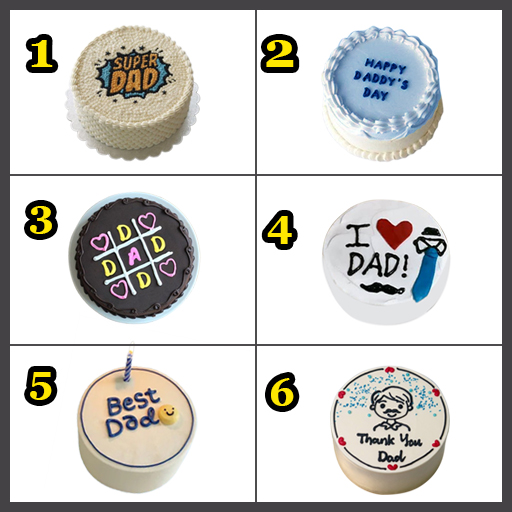 1
SUPER
DAD
2
HAPPY
DADDY'S
DAY
3
D
D A D
D
4
I ❤
DAD!
5
Best
Dad
6
Thank You
Dad